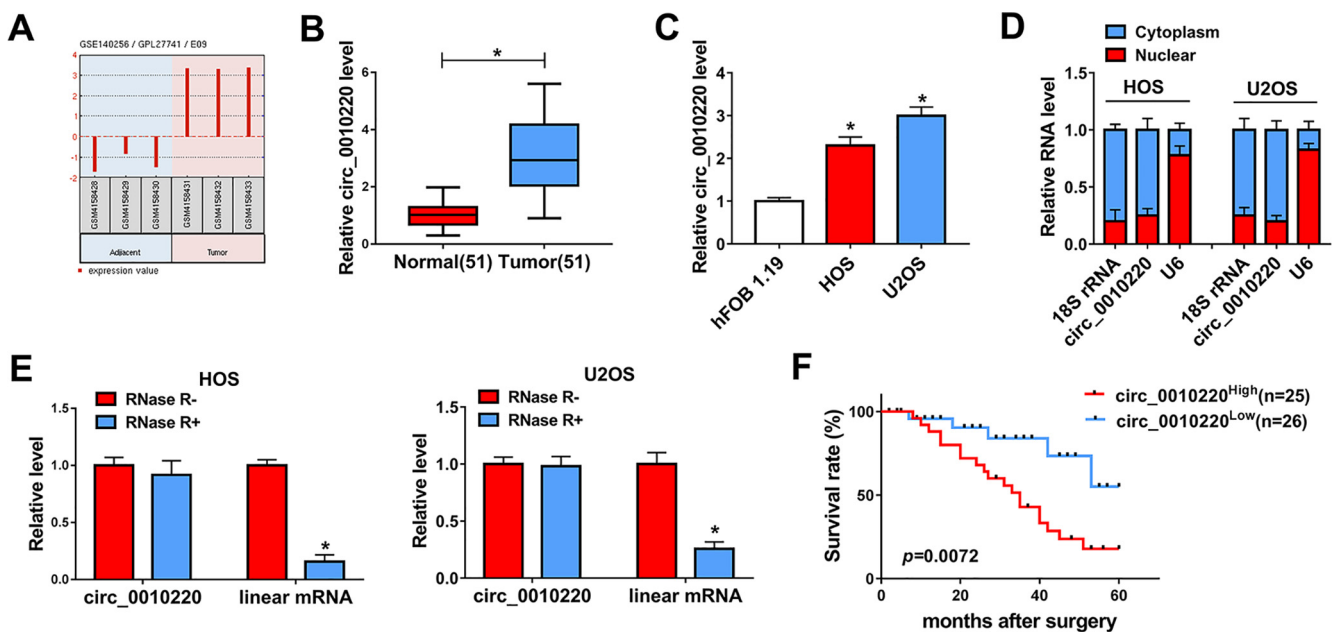 A
GSE140256 / GPL27741 / E09
4
3
2
1
0
-1
-2
GSM4158428
GSM4158429
GSM4158430
GSM4158431
GSM4158432
GSM4158433
Adjacent
Tumor
expression value
B
Relative circ_0010220 level
*
6
4
2
0
Normal(51) Tumor(51)
C
Relative circ_0010220 level
4
3
2
1
0
*
*
hFOB 1.19
HOS
U2OS
D
Cytoplasm
Nuclear
Relative RNA level
1.5
1.0
0.5
0.0
HOS
U2OS
18S rRNA
circ_0010220
U6
18S rRNA
circ_0010220
U6
E
HOS
RNase R-
RNase R+
Relative level
1.5
1.0
0.5
0.0
*
circ_0010220
linear mRNA
U2OS
RNase R-
RNase R+
Relative level
1.5
1.0
0.5
0.0
*
circ_0010220
linear mRNA
F
circ_0010220High(n=25)
circ_0010220Low(n=26)
Survival rate (%)
100
50
0
p=0.0072
0
20
40
60
months after surgery